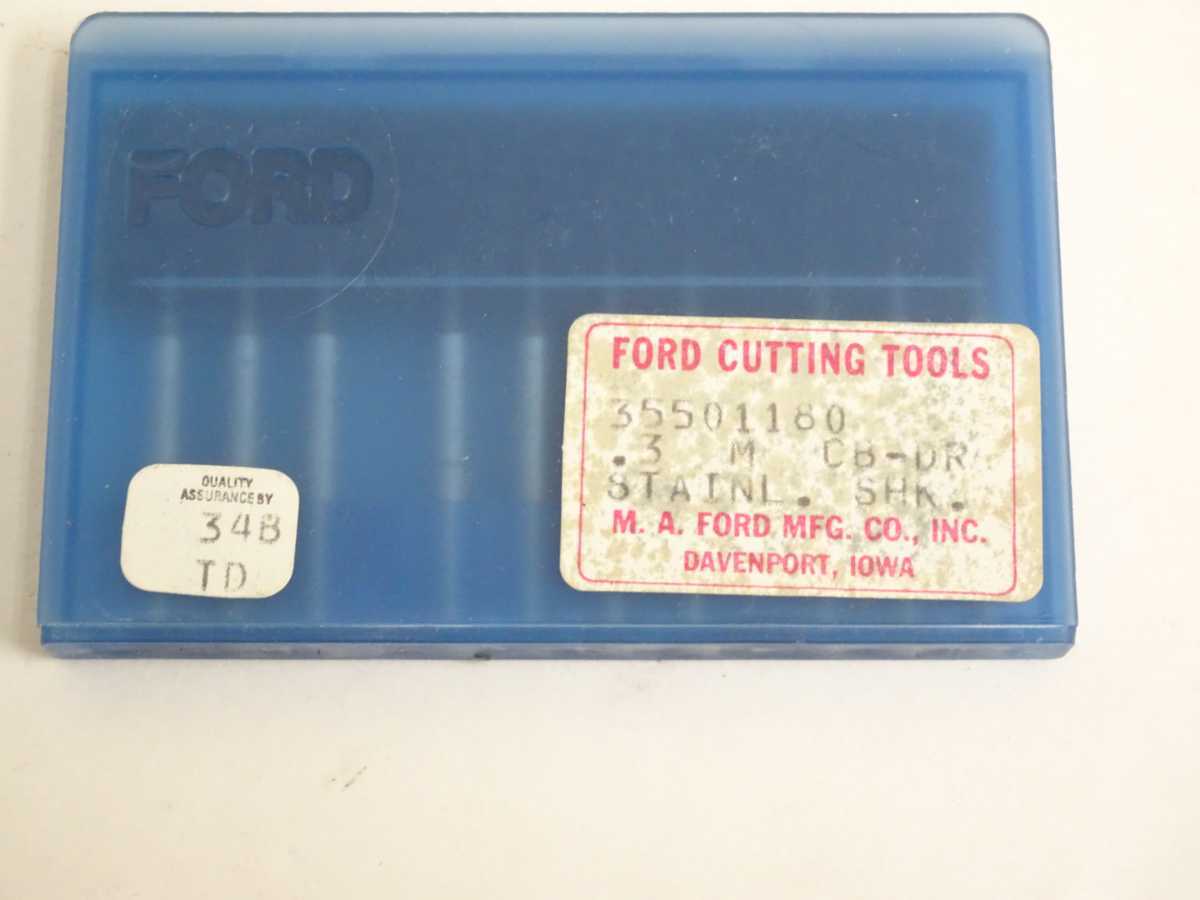 FORD
FORD CUTTING TOOLS
35501180
.3 M CB-DR
STAINL. SHK.
M. A. FORD MFG. CO., INC.
DAVENPORT, IOWA
QUALITY
ASSURANCE BY
34B
TD